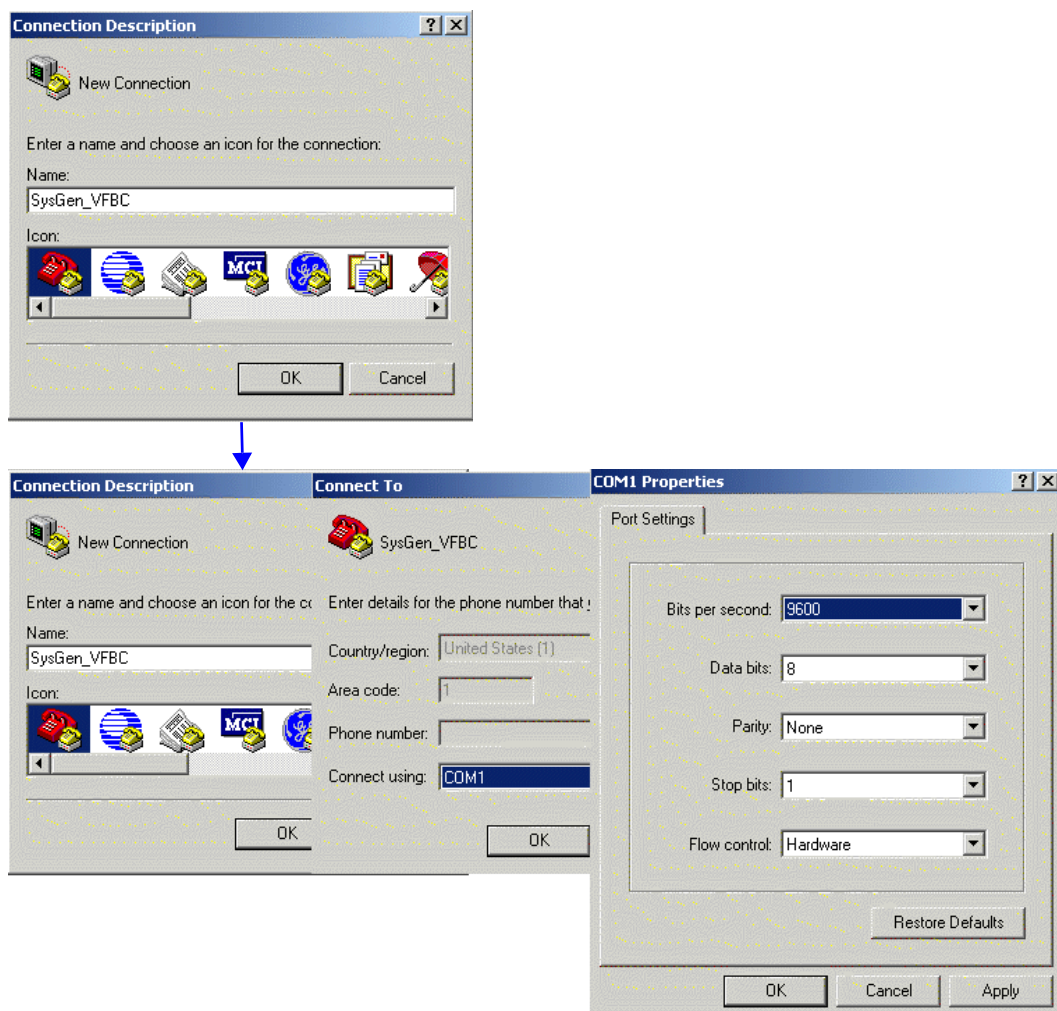 Connection Description
New Connection
Enter a name and choose an icon for the connection:
Name:
SysGen_VFBC
Icon:
MCI
OK Cancel
Connection Description
New Connection
Enter a name and choose an icon for the co
Name:
SysGen_VFBC
Icon:
MCI
OK
Connect To
SysGen_VFBC
Enter details for the phone number that
Country/region: United States (1)
Area code: 1
Phone number:
Connect using: COM1
OK
COM1 Properties
Port Settings
Bits per second: 9600
Data bits: 8
Parity: None
Stop bits: 1
Flow control: Hardware
Restore Defaults
OK Cancel Apply